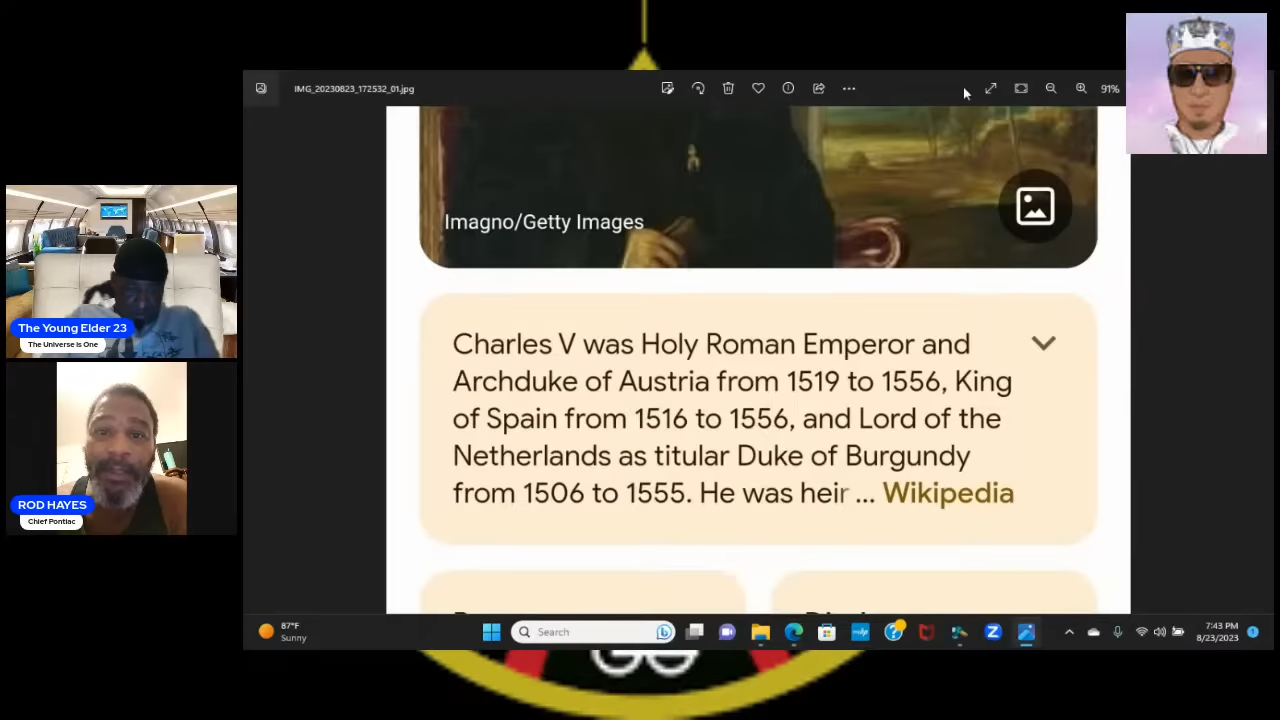 IMG_20230823_172532_01.jpg
91%
Imagno/Getty Images
Charles V was Holy Roman Emperor and
Archduke of Austria from 1519 to 1556, King
of Spain from 1516 to 1556, and Lord of the
Netherlands as titular Duke of Burgundy
from 1506 to 1555. He was heir ... Wikipedia
The Young Elder 23
The Universe is One
ROD HAYES
Chief Pontiac
87°F
Sunny
Search
7:43 PM
8/23/2023